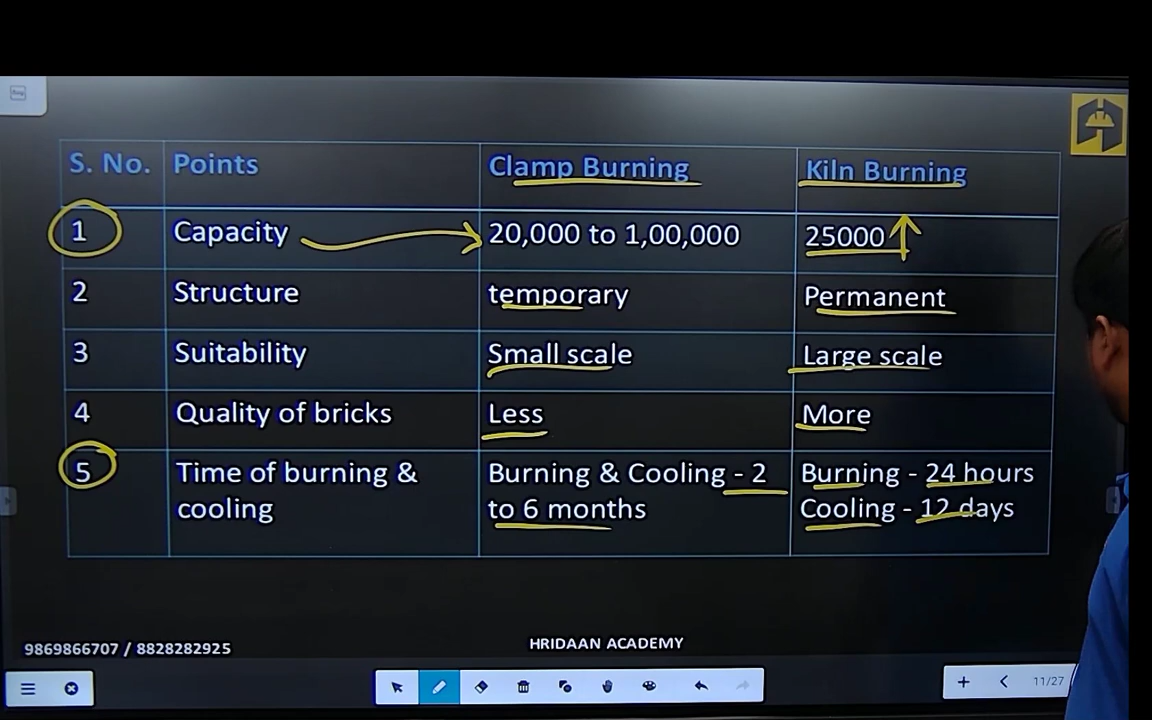 S. No. Points Clamp Burning Kiln Burning
1 Capacity 20,000 to 1,00,000 25000
2 Structure temporary Permanent
3 Suitability Small scale Large scale
4 Quality of bricks Less More
5 Time of burning & Burning & Cooling - 2 Burning - 24 hours
cooling to 6 months Cooling - 12 days
9869866707 / 8828282925 HRIDAAN ACADEMY
11/27